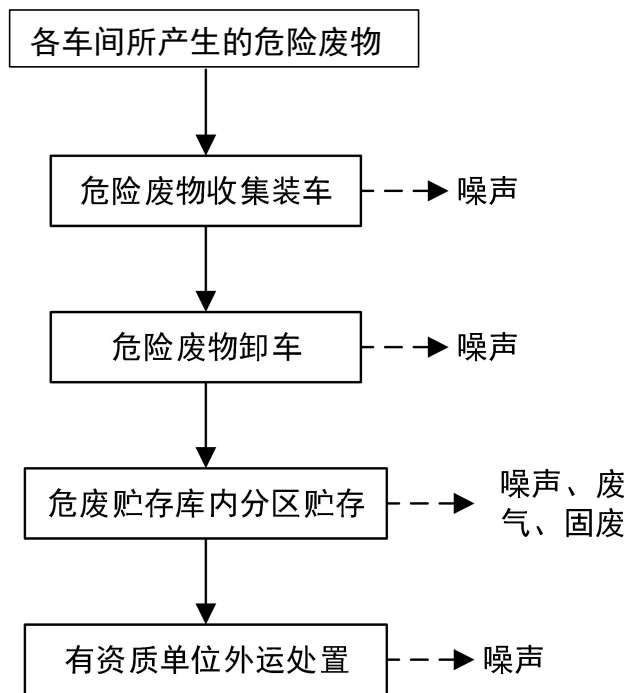 各车间所产生的危险废物
危险废物收集装车
噪声
危险废物卸车
噪声
危废贮存库内分区贮存
噪声、废
气、固废
有资质单位外运处置
噪声